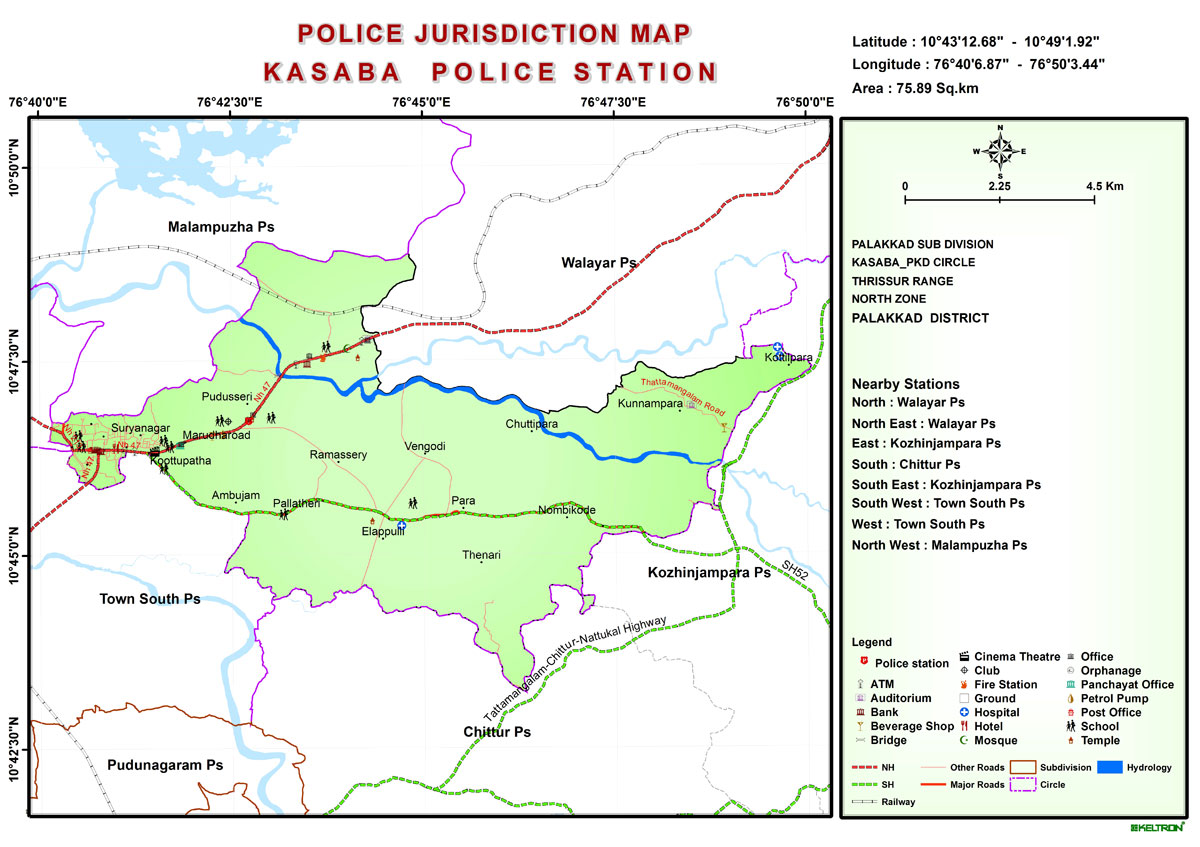 POLICE JURISDICTION MAP
KASABA POLICE STATION
Latitude : 10°43'12.68" - 10°49'1.92"
Longitude : 76°40'6.87" - 76°50'3.44"
Area : 75.89 Sq.km
76°40'0"E
76°42'30"E
76°45'0"E
76°47'30"E
76°50'0"E
10°50'0"N
10°47'30"N
10°45'0"N
10°42'30"N
Malampuzha Ps
Walayar Ps
Kottilpara
Thattamangalam Road
Kunnampara
Pudusseri
Nh 47
Chuttipara
Suryanagar
Marudharoad
Nh 47
Nh 47
Koottupatha
Ramassery
Vengodi
Ambujam
Pallatheri
Para
Nombikode
Elappulli
Thenari
SH52
Kozhinjampara Ps
Town South Ps
Tattamangalam-Chittur-Nattukal Highway
Chittur Ps
Pudunagaram Ps
N
W
E
S
0
2.25
4.5 Km
PALAKKAD SUB DIVISION
KASABA_PKD CIRCLE
THRISSUR RANGE
NORTH ZONE
PALAKKAD DISTRICT
Nearby Stations
North : Walayar Ps
North East : Walayar Ps
East : Kozhinjampara Ps
South : Chittur Ps
South East : Kozhinjampara Ps
South West : Town South Ps
West : Town South Ps
North West : Malampuzha Ps
Legend
Police station
ATM
Auditorium
Bank
Beverage Shop
Bridge
Cinema Theatre
Club
Fire Station
Ground
Hospital
Hotel
Mosque
Office
Orphanage
Panchayat Office
Petrol Pump
Post Office
School
Temple
NH
SH
Railway
Other Roads
Major Roads
Subdivision
Circle
Hydrology
KELTRON